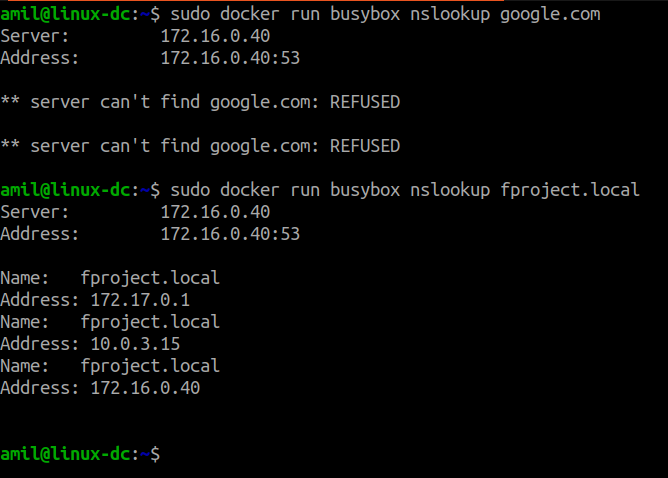 amil@linux-dc:~$ sudo docker run busybox nslookup google.com
Server:         172.16.0.40
Address:        172.16.0.40:53

** server can't find google.com: REFUSED

** server can't find google.com: REFUSED

amil@linux-dc:~$ sudo docker run busybox nslookup fproject.local
Server:         172.16.0.40
Address:        172.16.0.40:53

Name:   fproject.local
Address: 172.17.0.1
Name:   fproject.local
Address: 10.0.3.15
Name:   fproject.local
Address: 172.16.0.40

amil@linux-dc:~$